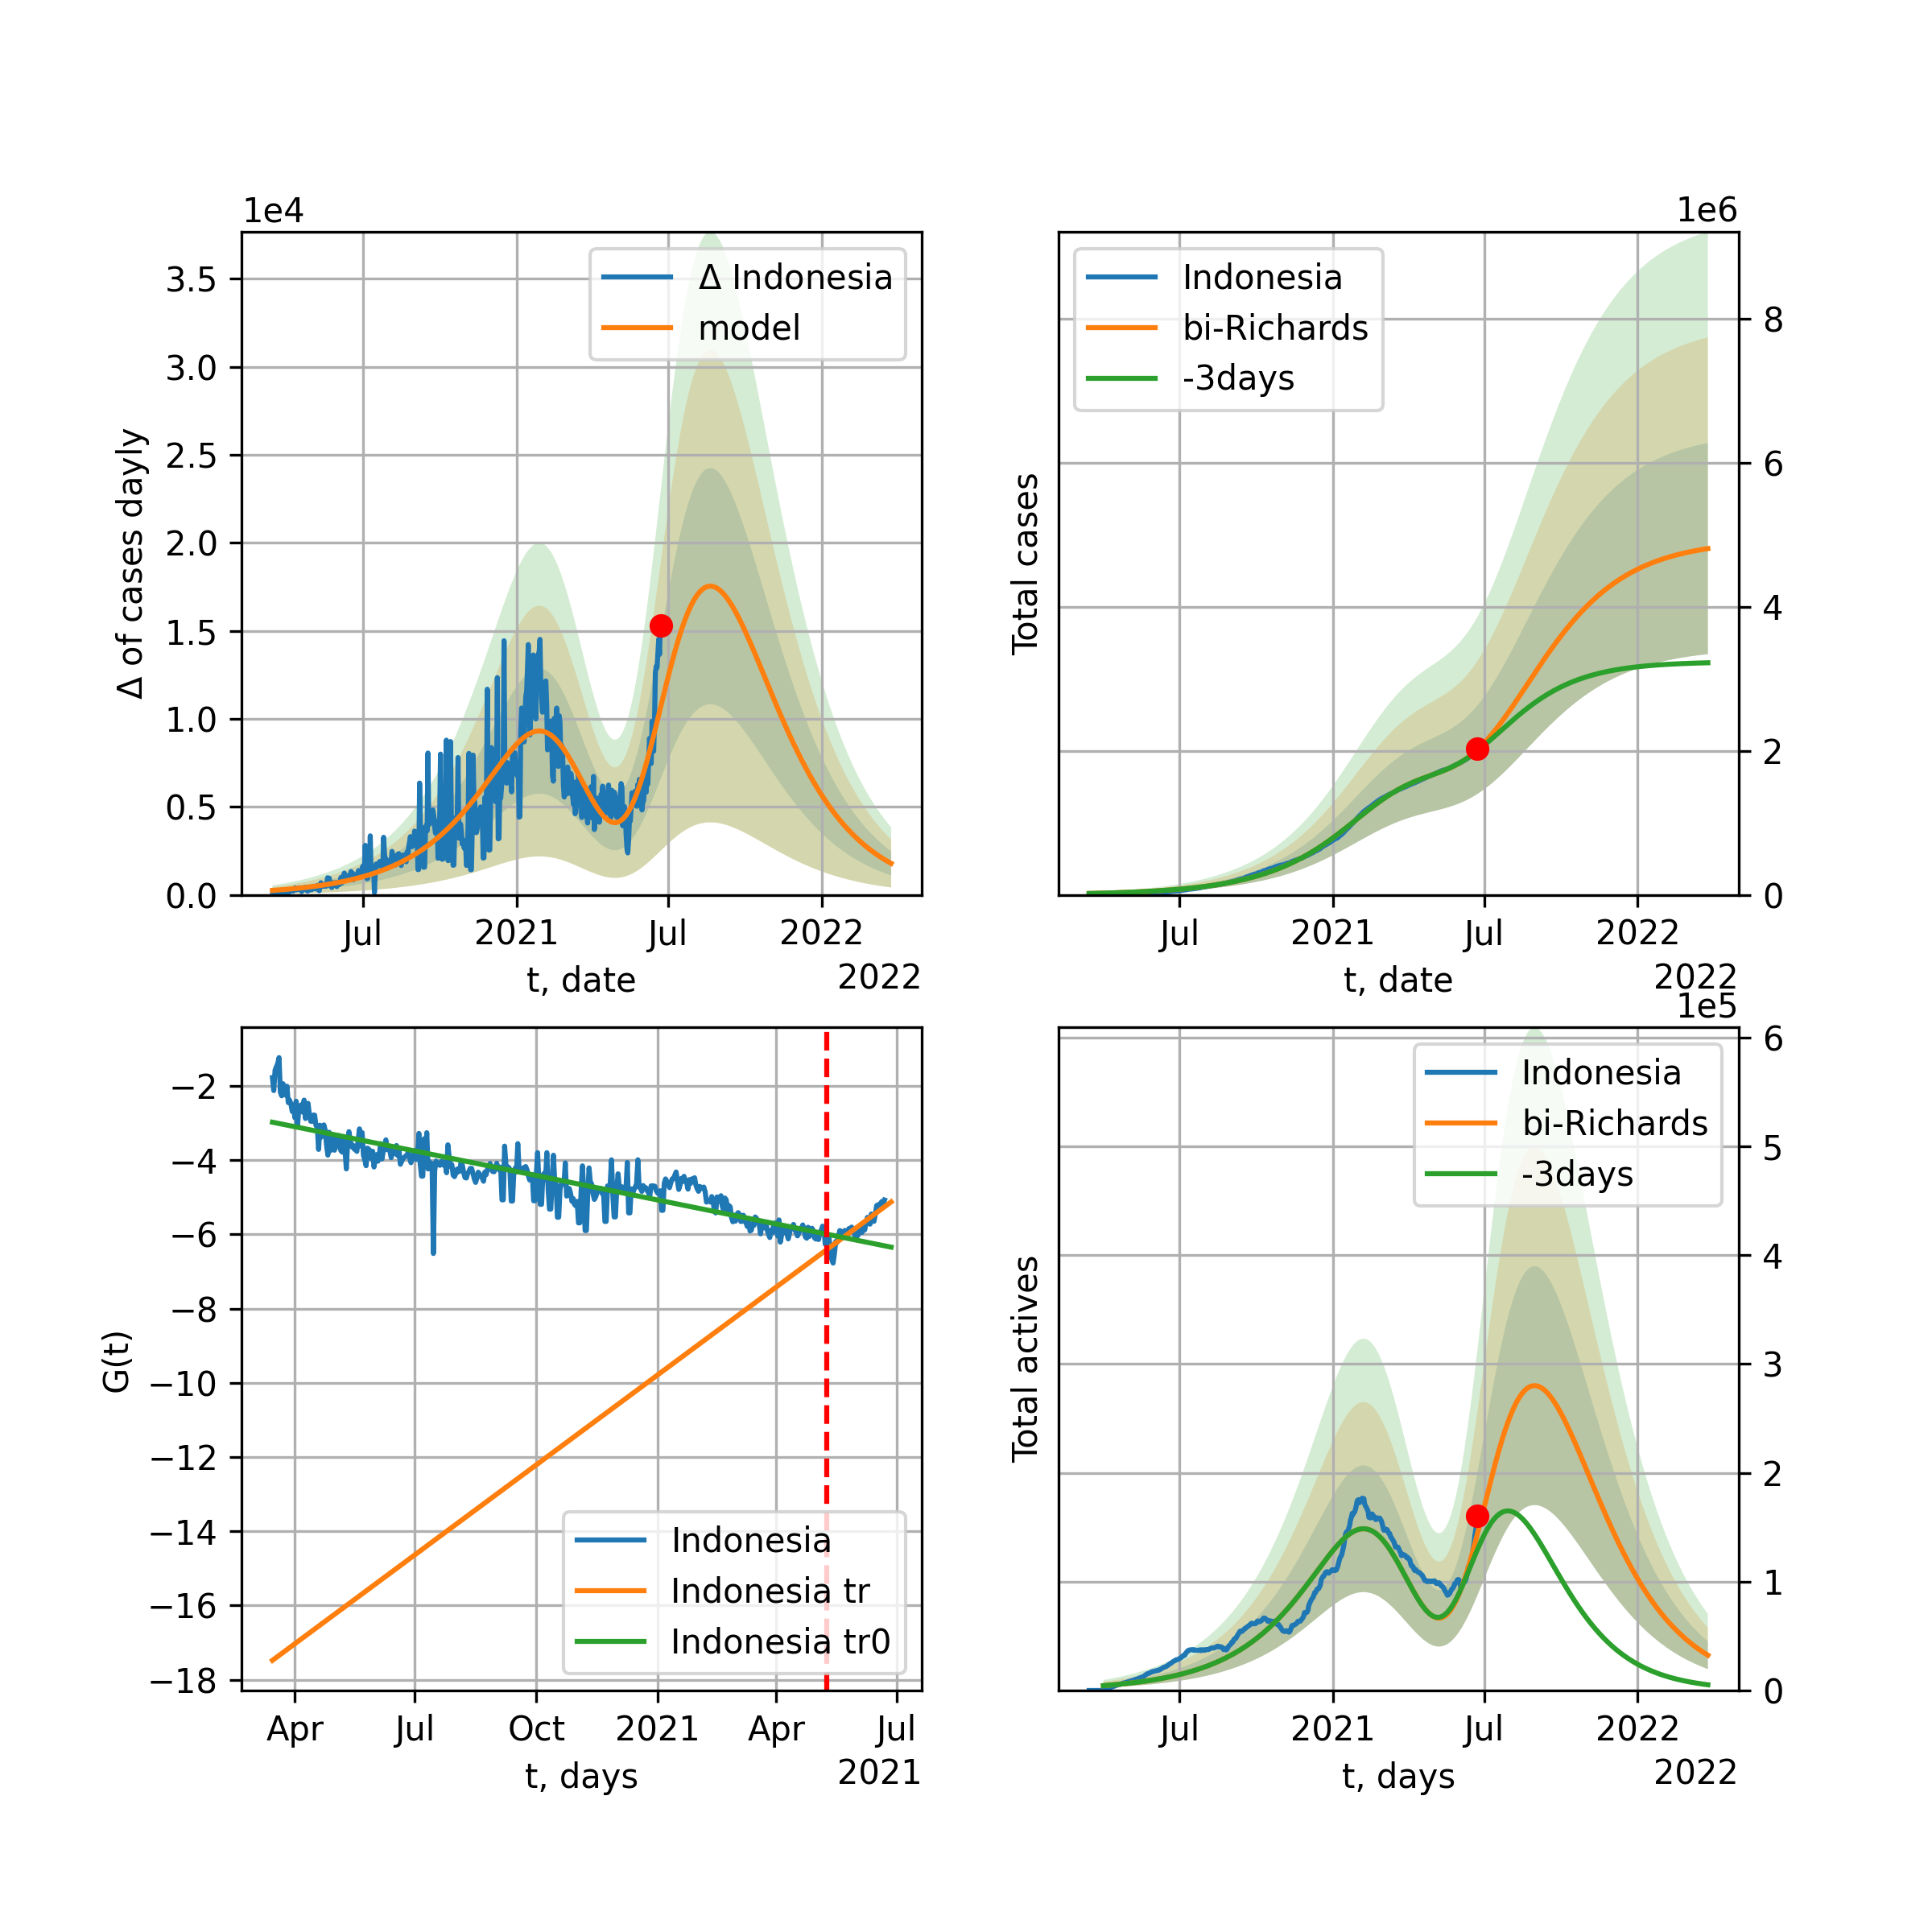 1e4
Δ of cases dayly
3.5
3.0
2.5
2.0
1.5
1.0
0.5
0.0
Δ Indonesia
model
Jul
2021
Jul
2022
t, date
2022
1e6
Total cases
Indonesia
bi-Richards
-3days
8
6
4
2
0
Jul
2021
Jul
2022
t, date
2022
G(t)
−2
−4
−6
−8
−10
−12
−14
−16
−18
Indonesia
Indonesia tr
Indonesia tr0
Apr
Jul
Oct
2021
Apr
Jul
t, days
2021
1e5
Total actives
Indonesia
bi-Richards
-3days
6
5
4
3
2
1
0
Jul
2021
Jul
2022
t, days
2022